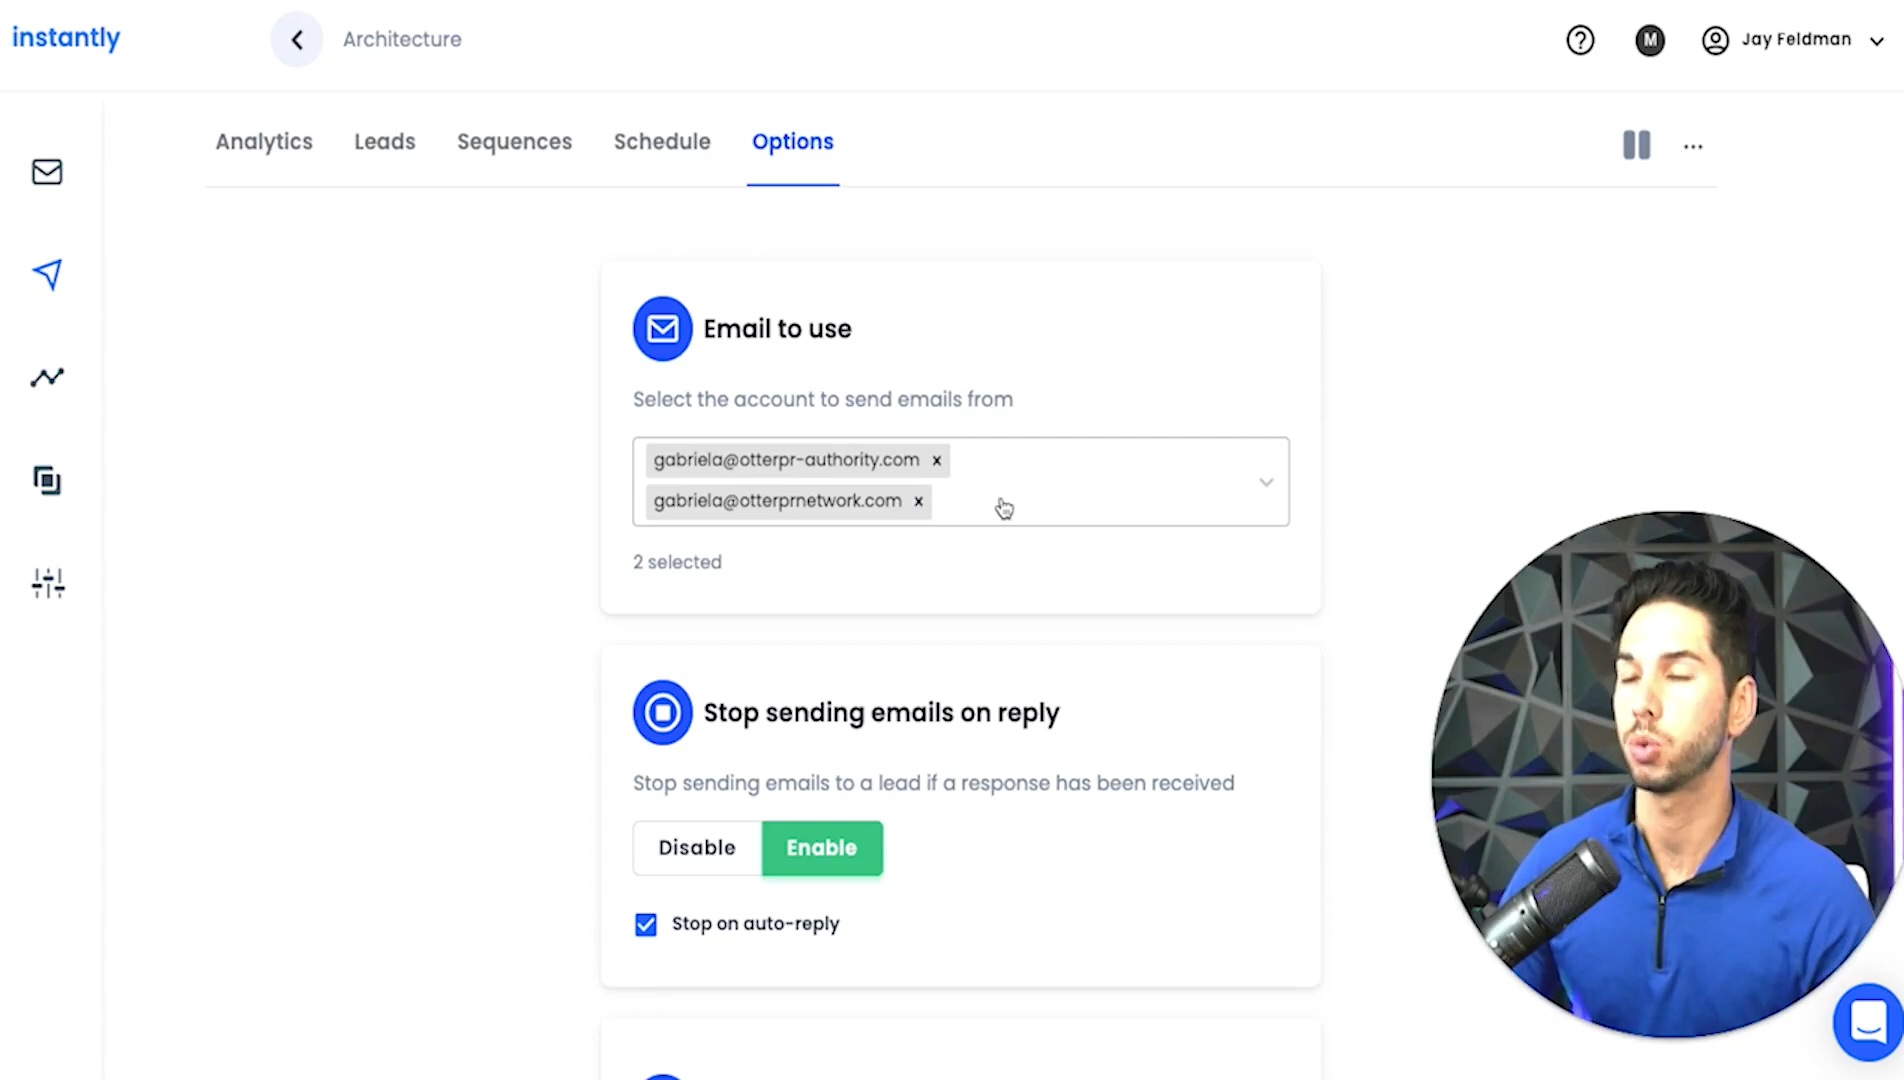 instantly
Architecture
M
Jay Feldman
Analytics
Leads
Sequences
Schedule
Options
Email to use
Select the account to send emails from
gabriela@otterpr-authority.com x
gabriela@otterprnetwork.com x
2 selected
Stop sending emails on reply
Stop sending emails to a lead if a response has been received
Disable
Enable
Stop on auto-reply